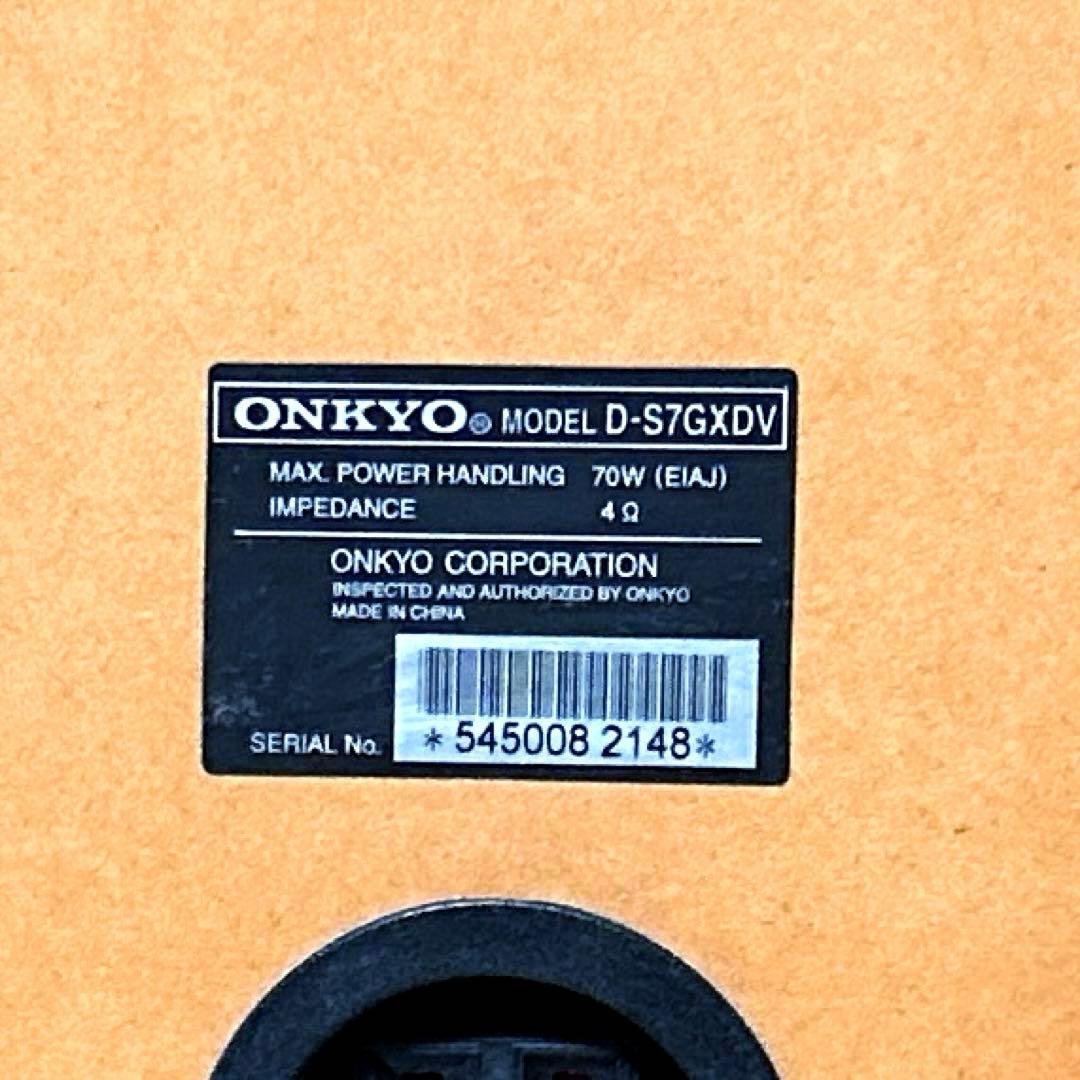 ONKYO® MODEL D-S7GXDV
MAX. POWER HANDLING 70W (EIAJ)
IMPEDANCE 4 Ω
ONKYO CORPORATION
INSPECTED AND AUTHORIZED BY ONKYO
MADE IN CHINA
SERIAL No. *545008 2148*